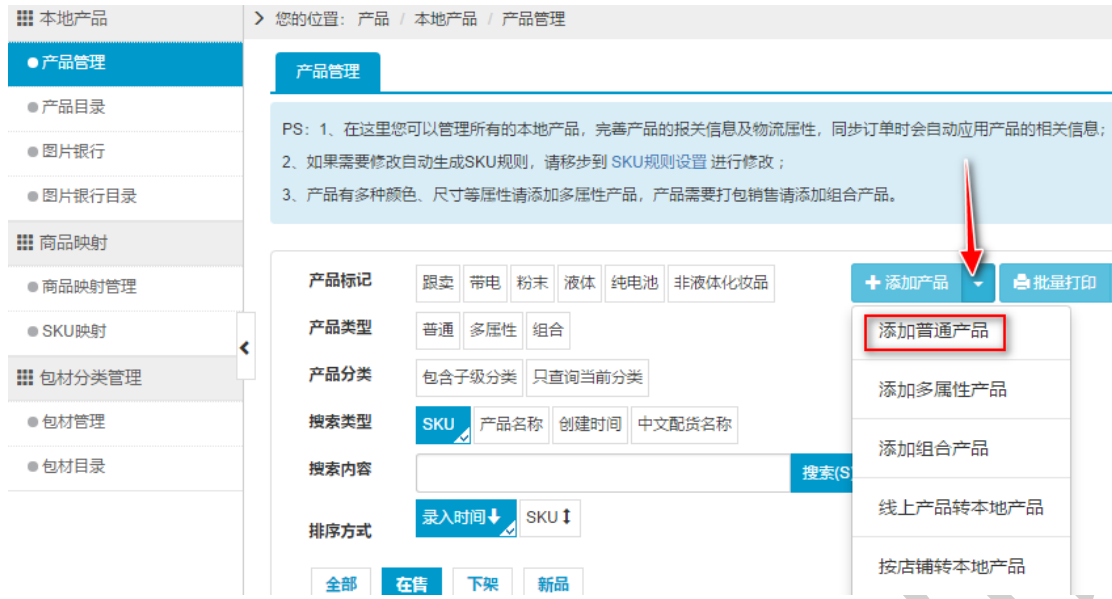 本地产品
产品管理
产品目录
图片银行
图片银行目录
商品映射
商品映射管理
SKU映射
包材分类管理
包材管理
包材目录
您的位置: 产品 / 本地产品 / 产品管理
产品管理
PS: 1、在这里您可以管理所有的本地产品，完善产品的报关信息及物流属性，同步订单时会自动应用产品的相关信息;
2、如果需要修改自动生成SKU规则，请移步到 SKU规则设置 进行修改 ;
3、产品有多种颜色、尺寸等属性请添加多属性产品，产品需要打包销售请添加组合产品。
产品标记 跟卖 带电 粉末 液体 纯电池 非液体化妆品
产品类型 普通 多属性 组合
产品分类 包含子级分类 只查询当前分类
搜索类型 SKU 产品名称 创建时间 中文配货名称
搜索内容 搜索(S
排序方式 录入时间 SKU
全部 在售 下架 新品
添加产品 批量打印
添加普通产品
添加多属性产品
添加组合产品
线上产品转本地产品
按店铺转本地产品